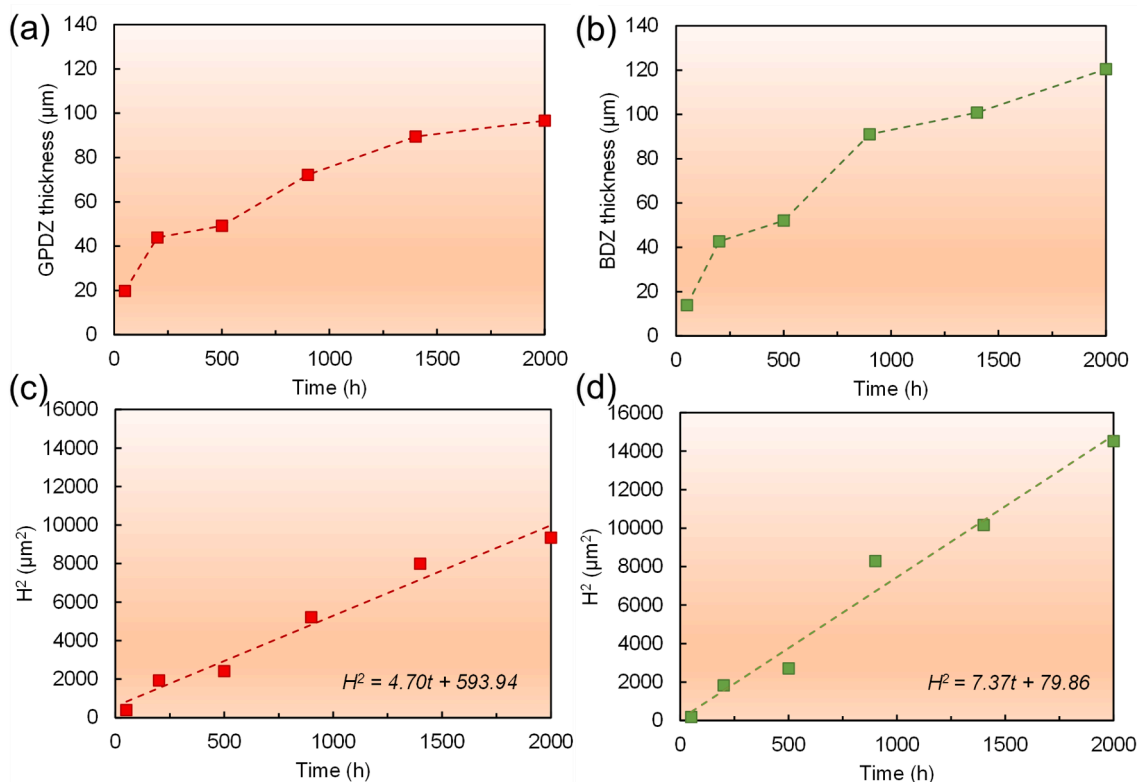 (a)
140
120
100
80
60
40
20
0
GPDZ thickness (µm)
0 500 1000 1500 2000
Time (h)
(b)
140
120
100
80
60
40
20
0
BDZ thickness (µm)
0 500 1000 1500 2000
Time (h)
(c)
16000
14000
12000
10000
8000
6000
4000
2000
0
H² (µm²)
H² = 4.70t + 593.94
0 500 1000 1500 2000
Time (h)
(d)
16000
14000
12000
10000
8000
6000
4000
2000
0
H² (µm²)
H² = 7.37t + 79.86
0 500 1000 1500 2000
Time (h)